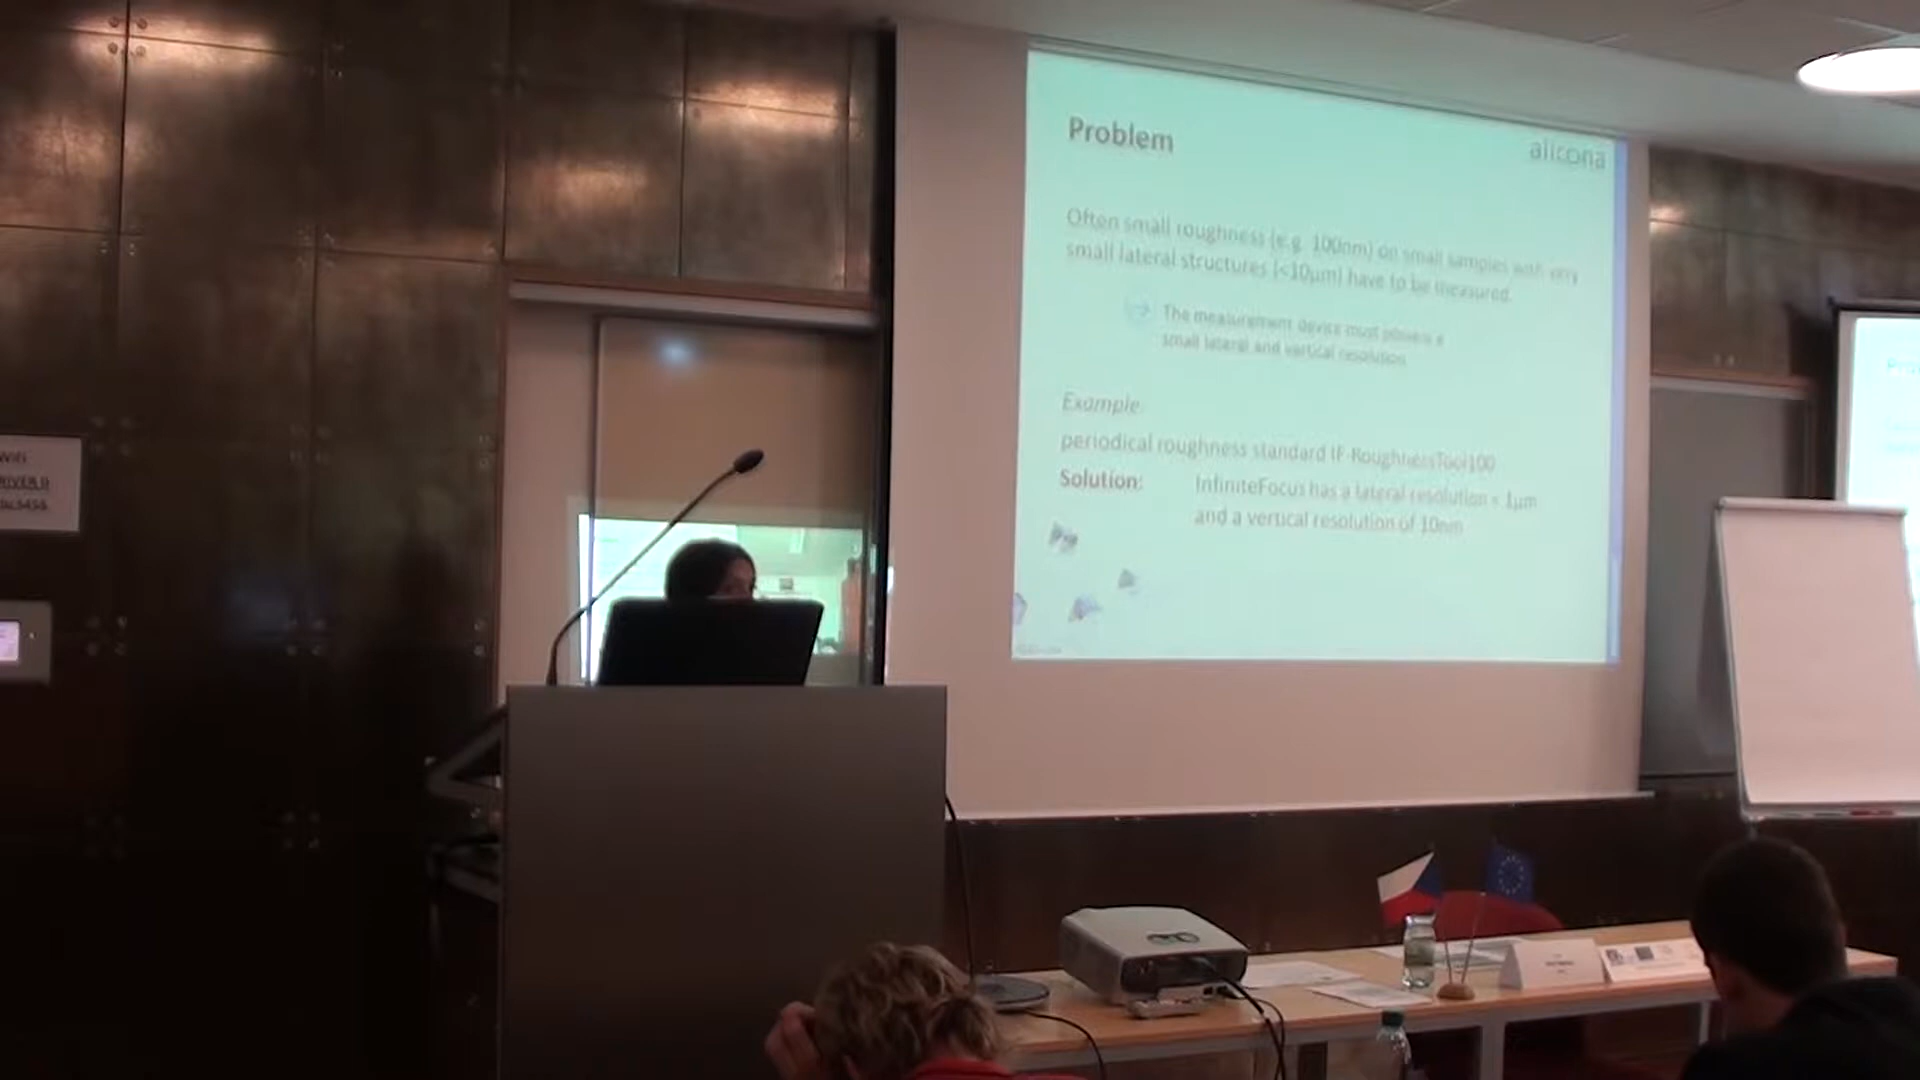 Problem
alicona
Often small roughness (e.g. 100nm) on small samples with very
small lateral structures (<10µm) have to be measured.
The measurement device must provide a
small lateral and vertical resolution.
Example:
periodical roughness standard IF-RoughnessTool100
Solution: InfiniteFocus has a lateral resolution < 1µm
and a vertical resolution of 10nm
WiFi